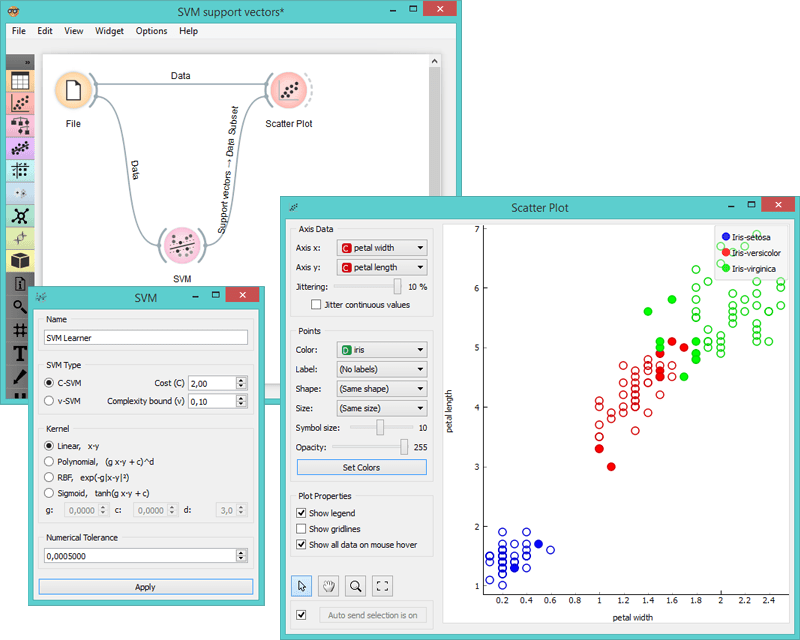 SVM support vectors*
File Edit View Widget Options Help
Data
File
Scatter Plot
Data
Support vectors → Data Subset
SVM
SVM
Name
SVM Learner
SVM Type
C-SVM Cost (C) 2,00
ν-SVM Complexity bound (ν) 0,10
Kernel
Linear, x·y
Polynomial, (g x·y + c)^d
RBF, exp(-g|x-y|²)
Sigmoid, tanh(g x·y + c)
g: 0,0000 c: 0,0000 d: 3,0
Numerical Tolerance
0,0005000
Apply
Scatter Plot
Axis Data
Axis x: C petal width
Axis y: C petal length
Jittering: 10 %
Jitter continuous values
Points
Color: D iris
Label: (No labels)
Shape: (Same shape)
Size: (Same size)
Symbol size: 10
Opacity: 255
Set Colors
Plot Properties
Show legend
Show gridlines
Show all data on mouse hover
Auto send selection is on
Iris-setosa
Iris-versicolor
Iris-virginica
petal length
7
6
5
4
3
2
1
0.2 0.4 0.6 0.8 1 1.2 1.4 1.6 1.8 2 2.2 2.4
petal width